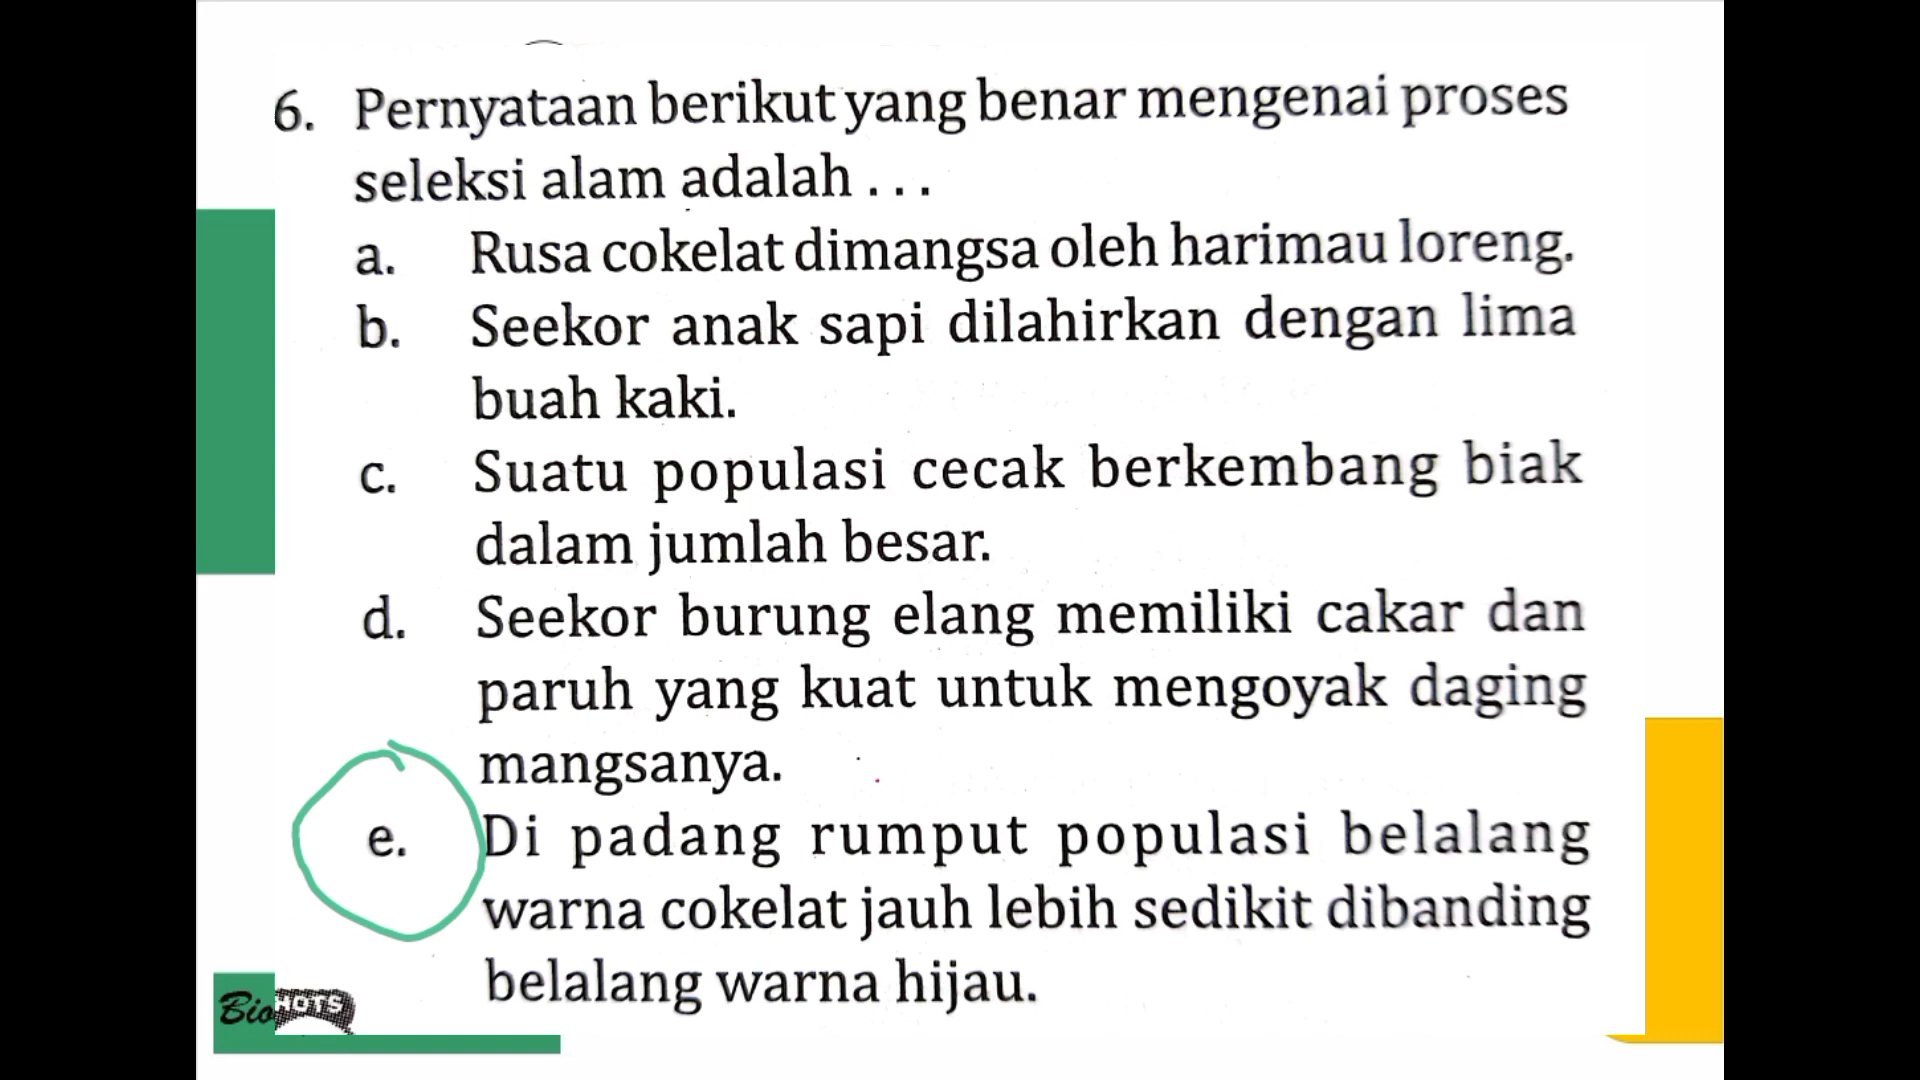 6. Pernyataan berikut yang benar mengenai proses
seleksi alam adalah . . .
a. Rusa cokelat dimangsa oleh harimau loreng.
b. Seekor anak sapi dilahirkan dengan lima
buah kaki.
c. Suatu populasi cecak berkembang biak
dalam jumlah besar.
d. Seekor burung elang memiliki cakar dan
paruh yang kuat untuk mengoyak daging
mangsanya.
e. Di padang rumput populasi belalang
warna cokelat jauh lebih sedikit dibanding
belalang warna hijau.
BioHOTS